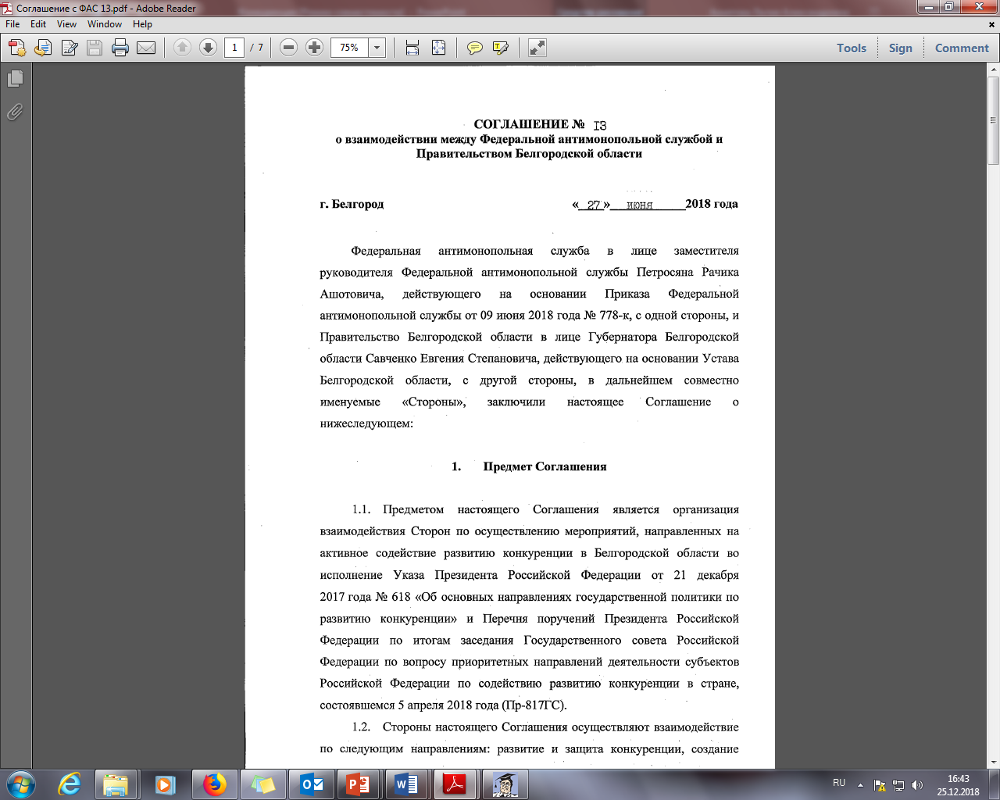 Соглашение с ФАС 13.pdf - Adobe Reader
File Edit View Window Help
1 / 7 75% Tools Sign Comment
СОГЛАШЕНИЕ № I3
о взаимодействии между Федеральной антимонопольной службой и
Правительством Белгородской области
г. Белгород «27» июня 2018 года
Федеральная антимонопольная служба в лице заместителя
руководителя Федеральной антимонопольной службы Петросяна Рачика
Ашотовича, действующего на основании Приказа Федеральной
антимонопольной службы от 09 июня 2018 года № 778-к, с одной стороны, и
Правительство Белгородской области в лице Губернатора Белгородской
области Савченко Евгения Степановича, действующего на основании Устава
Белгородской области, с другой стороны, в дальнейшем совместно
именуемые «Стороны», заключили настоящее Соглашение о
нижеследующем:
1. Предмет Соглашения
1.1. Предметом настоящего Соглашения является организация
взаимодействия Сторон по осуществлению мероприятий, направленных на
активное содействие развитию конкуренции в Белгородской области во
исполнение Указа Президента Российской Федерации от 21 декабря
2017 года № 618 «Об основных направлениях государственной политики по
развитию конкуренции» и Перечня поручений Президента Российской
Федерации по итогам заседания Государственного совета Российской
Федерации по вопросу приоритетных направлений деятельности субъектов
Российской Федерации по содействию развитию конкуренции в стране,
состоявшемся 5 апреля 2018 года (Пр-817ГС).
1.2. Стороны настоящего Соглашения осуществляют взаимодействие
по следующим направлениям: развитие и защита конкуренции, создание
RU 16:43
25.12.2018